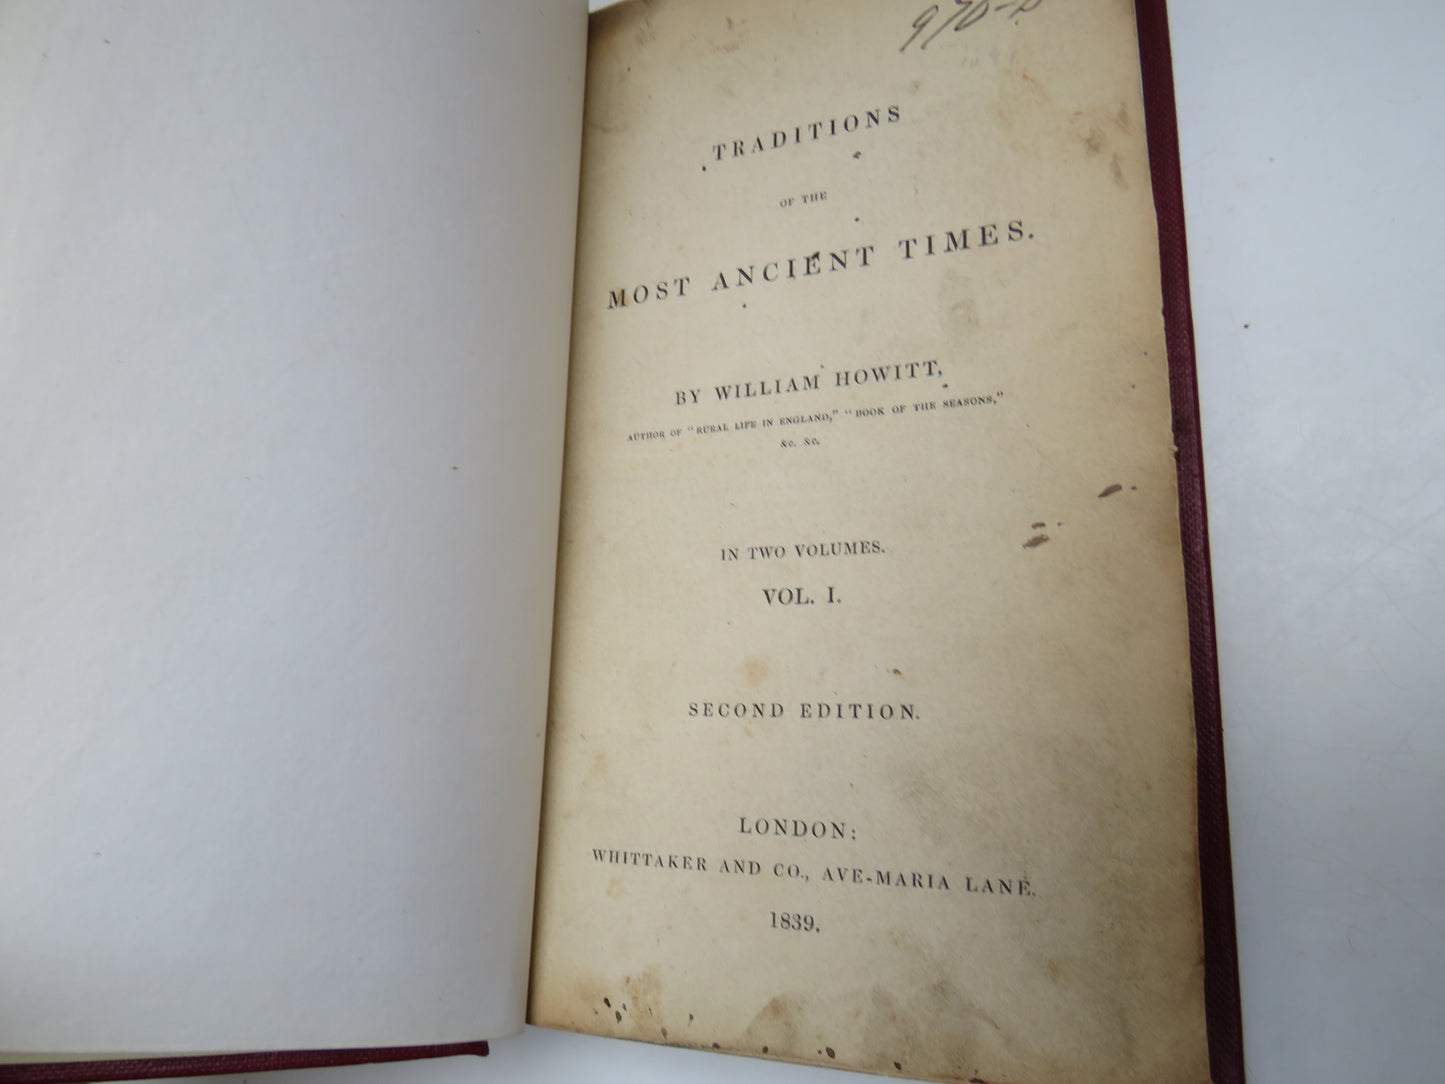 TRADITIONS
OF THE
MOST ANCIENT TIMES.
BY WILLIAM HOWITT,
AUTHOR OF "RURAL LIFE IN ENGLAND," "BOOK OF THE SEASONS,"
&c. &c.
IN TWO VOLUMES.
VOL. I.
SECOND EDITION.
LONDON:
WHITTAKER AND CO., AVE-MARIA LANE.
1839.